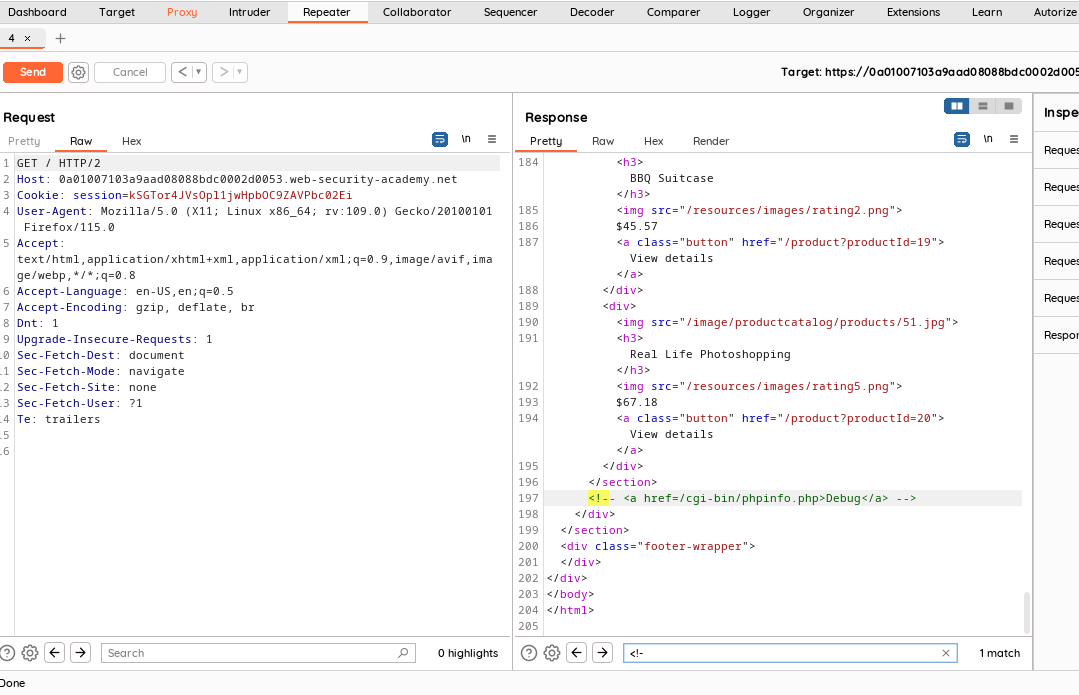 Dashboard Target Proxy Intruder Repeater Collaborator Sequencer Decoder Comparer Logger Organizer Extensions Learn Autorize
4 × +
Send Cancel < ▾ > ▾ Target: https://0a01007103a9aad08088bdc0002d005
Request
Pretty Raw Hex \n ≡
1 GET / HTTP/2
2 Host: 0a01007103a9aad08088bdc0002d0053.web-security-academy.net
3 Cookie: session=kSGTor4JVsOpl1jwHpbOC9ZAVPbc02Ei
4 User-Agent: Mozilla/5.0 (X11; Linux x86_64; rv:109.0) Gecko/20100101
Firefox/115.0
5 Accept:
text/html,application/xhtml+xml,application/xml;q=0.9,image/avif,ima
ge/webp,*/*;q=0.8
6 Accept-Language: en-US,en;q=0.5
7 Accept-Encoding: gzip, deflate, br
8 Dnt: 1
9 Upgrade-Insecure-Requests: 1
.0 Sec-Fetch-Dest: document
.1 Sec-Fetch-Mode: navigate
.2 Sec-Fetch-Site: none
.3 Sec-Fetch-User: ?1
.4 Te: trailers
.5
.6
Search 0 highlights
Response
Pretty Raw Hex Render \n ≡
184 <h3>
BBQ Suitcase
</h3>
185 <img src="/resources/images/rating2.png">
186 $45.57
187 <a class="button" href="/product?productId=19">
View details
</a>
188 </div>
189 <div>
190 <img src="/image/productcatalog/products/51.jpg">
191 <h3>
Real Life Photoshopping
</h3>
192 <img src="/resources/images/rating5.png">
193 $67.18
194 <a class="button" href="/product?productId=20">
View details
</a>
195 </div>
196 </section>
197 <!-- <a href=/cgi-bin/phpinfo.php>Debug</a> -->
198 </div>
199 </section>
200 <div class="footer-wrapper">
201 </div>
202 </div>
203 </body>
204 </html>
205
<!- × 1 match
Inspe
Reques
Reques
Reques
Reques
Reques
Respor
Done